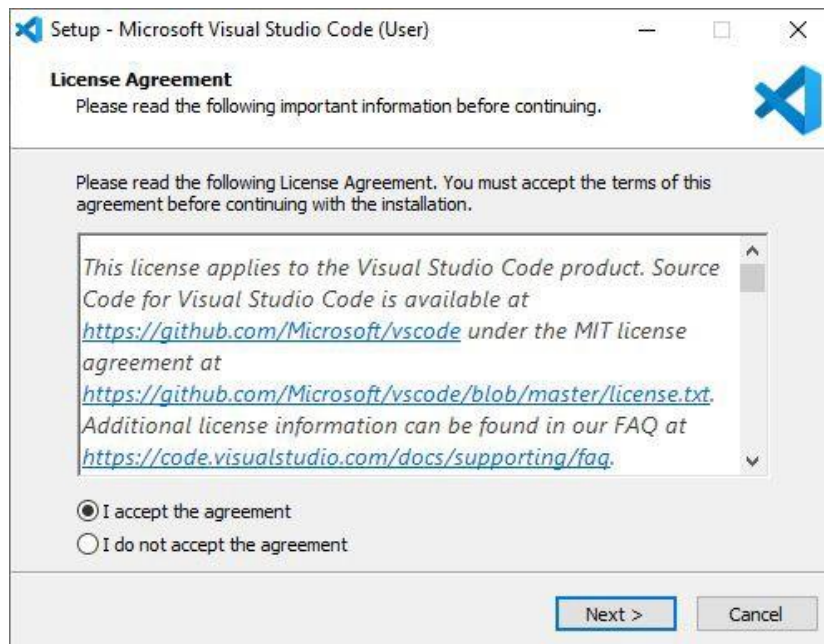 Setup - Microsoft Visual Studio Code (User)
License Agreement
Please read the following important information before continuing.
Please read the following License Agreement. You must accept the terms of this
agreement before continuing with the installation.
This license applies to the Visual Studio Code product. Source
Code for Visual Studio Code is available at
https://github.com/Microsoft/vscode under the MIT license
agreement at
https://github.com/Microsoft/vscode/blob/master/license.txt.
Additional license information can be found in our FAQ at
https://code.visualstudio.com/docs/supporting/faq.
I accept the agreement
I do not accept the agreement
Next >
Cancel